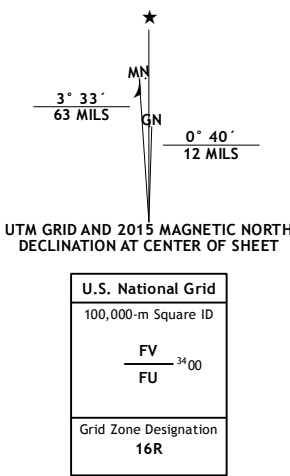 ★
MN
3° 33´
63 MILS
GN
0° 40´
12 MILS
UTM GRID AND 2015 MAGNETIC NORTH
DECLINATION AT CENTER OF SHEET
U.S. National Grid
100,000-m Square ID
FV
3400
FU
Grid Zone Designation
16R